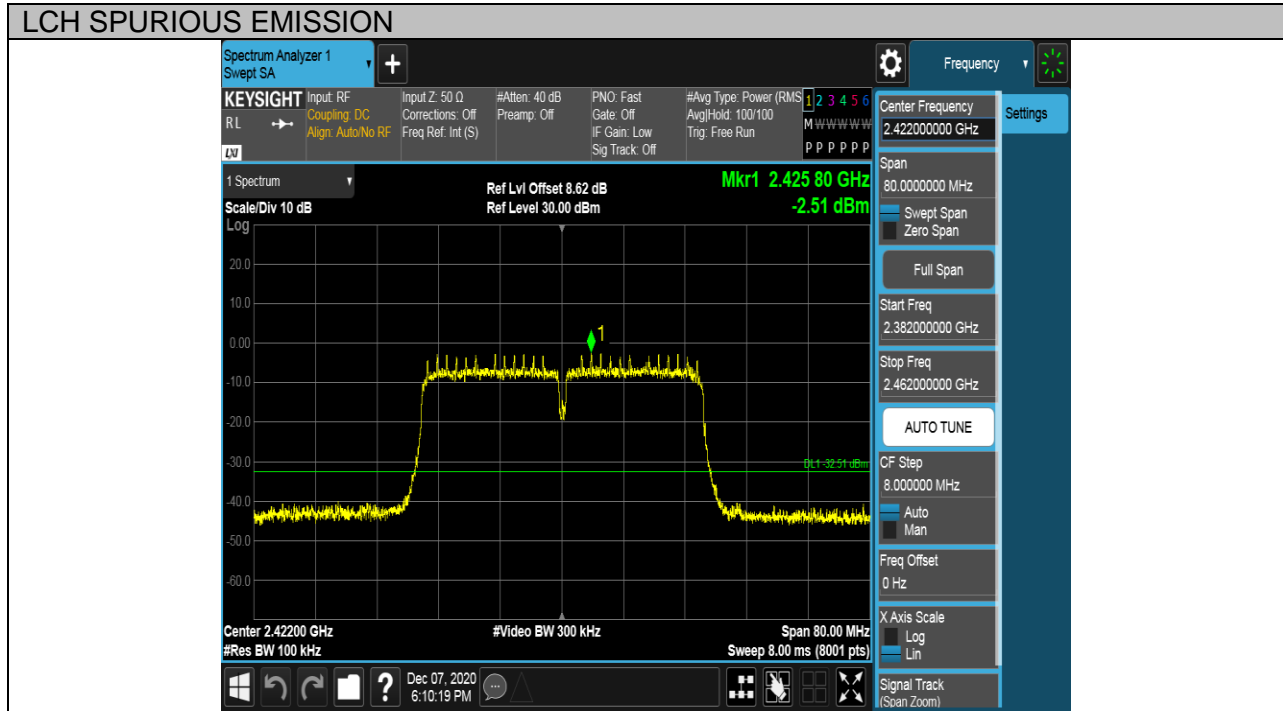 LCH SPURIOUS EMISSION
Spectrum Analyzer 1
Swept SA
+
Frequency
KEYSIGHT
RL
LXI
Input: RF
Coupling: DC
Align: Auto/No RF
Input Z: 50 Ω
Corrections: Off
Freq Ref: Int (S)
#Atten: 40 dB
Preamp: Off
PNO: Fast
Gate: Off
IF Gain: Low
Sig Track: Off
#Avg Type: Power (RMS
Avg|Hold: 100/100
Trig: Free Run
1 2 3 4 5 6
M W W W W W
P P P P P P
1 Spectrum
Scale/Div 10 dB
Log
Ref Lvl Offset 8.62 dB
Ref Level 30.00 dBm
Mkr1 2.425 80 GHz
-2.51 dBm
20.0
10.0
0.00
-10.0
-20.0
-30.0
-40.0
-50.0
-60.0
1
DL1 -32.51 dBm
Center 2.42200 GHz
#Res BW 100 kHz
#Video BW 300 kHz
Span 80.00 MHz
Sweep 8.00 ms (8001 pts)
?
Dec 07, 2020
6:10:19 PM
Center Frequency
2.422000000 GHz
Settings
Span
80.0000000 MHz
Swept Span
Zero Span
Full Span
Start Freq
2.382000000 GHz
Stop Freq
2.462000000 GHz
AUTO TUNE
CF Step
8.000000 MHz
Auto
Man
Freq Offset
0 Hz
X Axis Scale
Log
Lin
Signal Track
(Span Zoom)